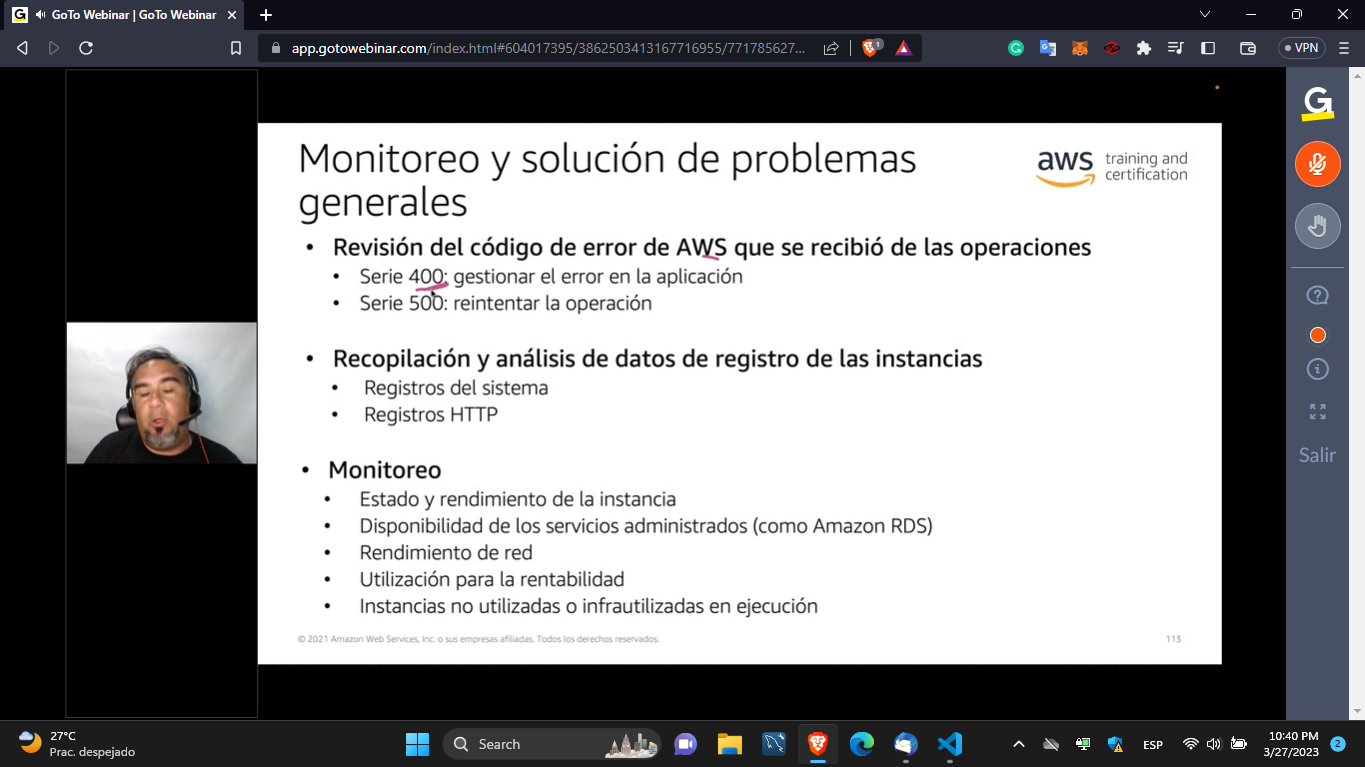 GoTo Webinar | GoTo Webinar
app.gotowebinar.com/index.html#604017395/3862503413167716955/771785627...
1
VPN
Monitoreo y solución de problemas
generales
aws training and
certification
• Revisión del código de error de AWS que se recibió de las operaciones
• Serie 400: gestionar el error en la aplicación
• Serie 500: reintentar la operación
• Recopilación y análisis de datos de registro de las instancias
• Registros del sistema
• Registros HTTP
• Monitoreo
• Estado y rendimiento de la instancia
• Disponibilidad de los servicios administrados (como Amazon RDS)
• Rendimiento de red
• Utilización para la rentabilidad
• Instancias no utilizadas o infrautilizadas en ejecución
© 2021 Amazon Web Services, Inc. o sus empresas afiliadas. Todos los derechos reservados.
113
Salir
27°C
Prac. despejado
Search
ESP
10:40 PM
3/27/2023
2